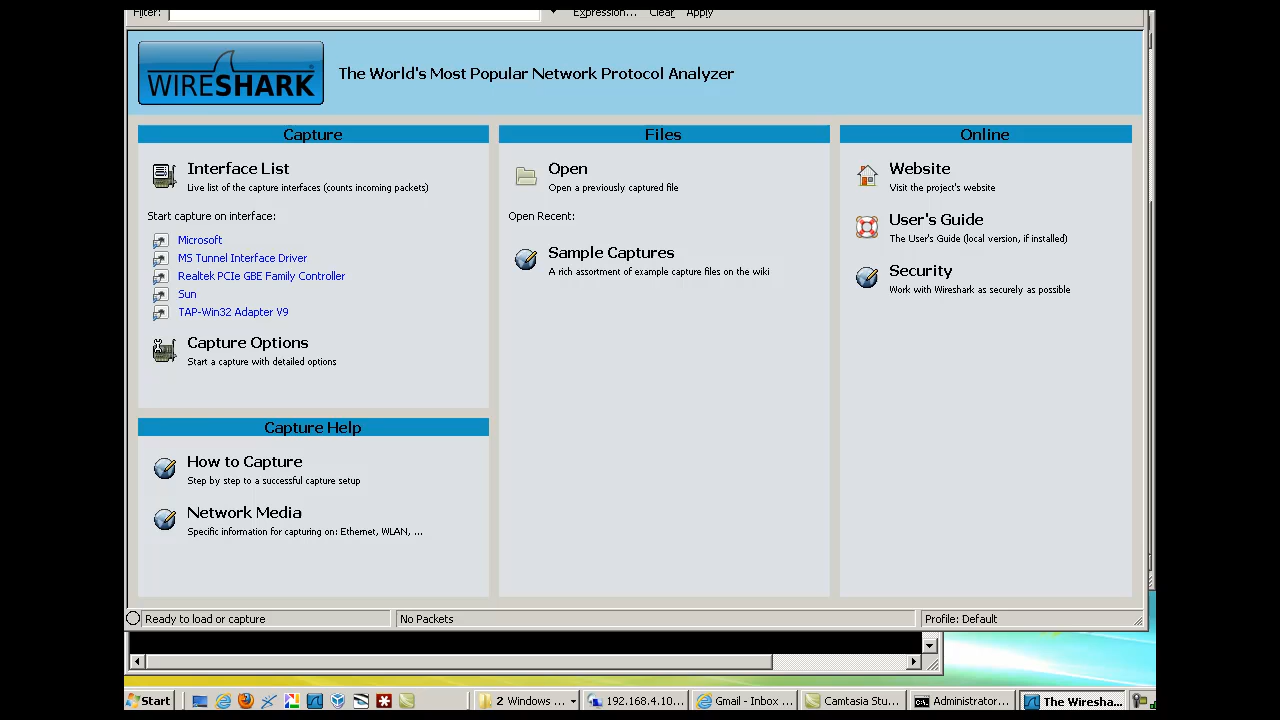 Filter:
Expression... Clear Apply
WIRESHARK
The World's Most Popular Network Protocol Analyzer
Capture
Interface List
Live list of the capture interfaces (counts incoming packets)
Start capture on interface:
Microsoft
MS Tunnel Interface Driver
Realtek PCIe GBE Family Controller
Sun
TAP-Win32 Adapter V9
Capture Options
Start a capture with detailed options
Capture Help
How to Capture
Step by step to a successful capture setup
Network Media
Specific information for capturing on: Ethernet, WLAN, ...
Files
Open
Open a previously captured file
Open Recent:
Sample Captures
A rich assortment of example capture files on the wiki
Online
Website
Visit the project's website
User's Guide
The User's Guide (local version, if installed)
Security
Work with Wireshark as securely as possible
Ready to load or capture
No Packets
Profile: Default
Start
2 Windows ...
192.168.4.10...
Gmail - Inbox ...
Camtasia Stu...
Administrator...
The Wiresha...